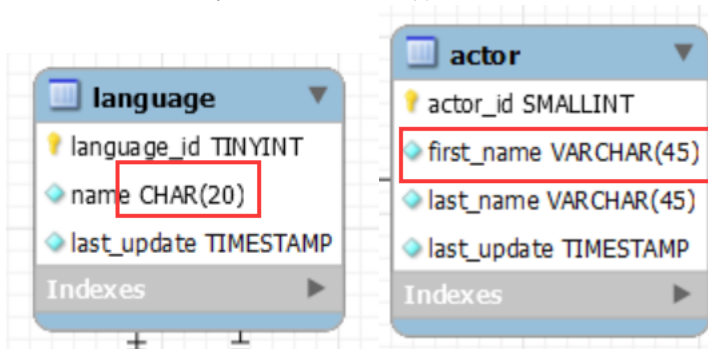 language
language_id TINYINT
name CHAR(20)
last_update TIMESTAMP
Indexes
actor
actor_id SMALLINT
first_name VARCHAR(45)
last_name VARCHAR(45)
last_update TIMESTAMP
Indexes